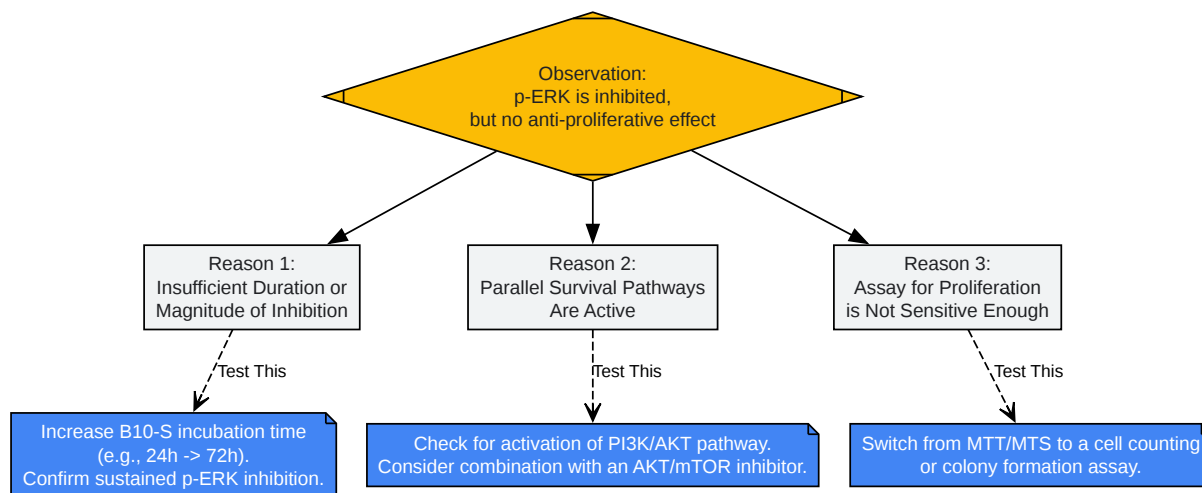 Observation:
p-ERK is inhibited,
but no anti-proliferative effect
Reason 1:
Insufficient Duration or
Magnitude of Inhibition
Reason 2:
Parallel Survival Pathways
Are Active
Reason 3:
Assay for Proliferation
is Not Sensitive Enough
Test This
Test This
Test This
Increase B10-S incubation time
(e.g., 24h -> 72h).
Confirm sustained p-ERK inhibition.
Check for activation of PI3K/AKT pathway.
Consider combination with an AKT/mTOR inhibitor.
Switch from MTT/MTS to a cell counting
or colony formation assay.